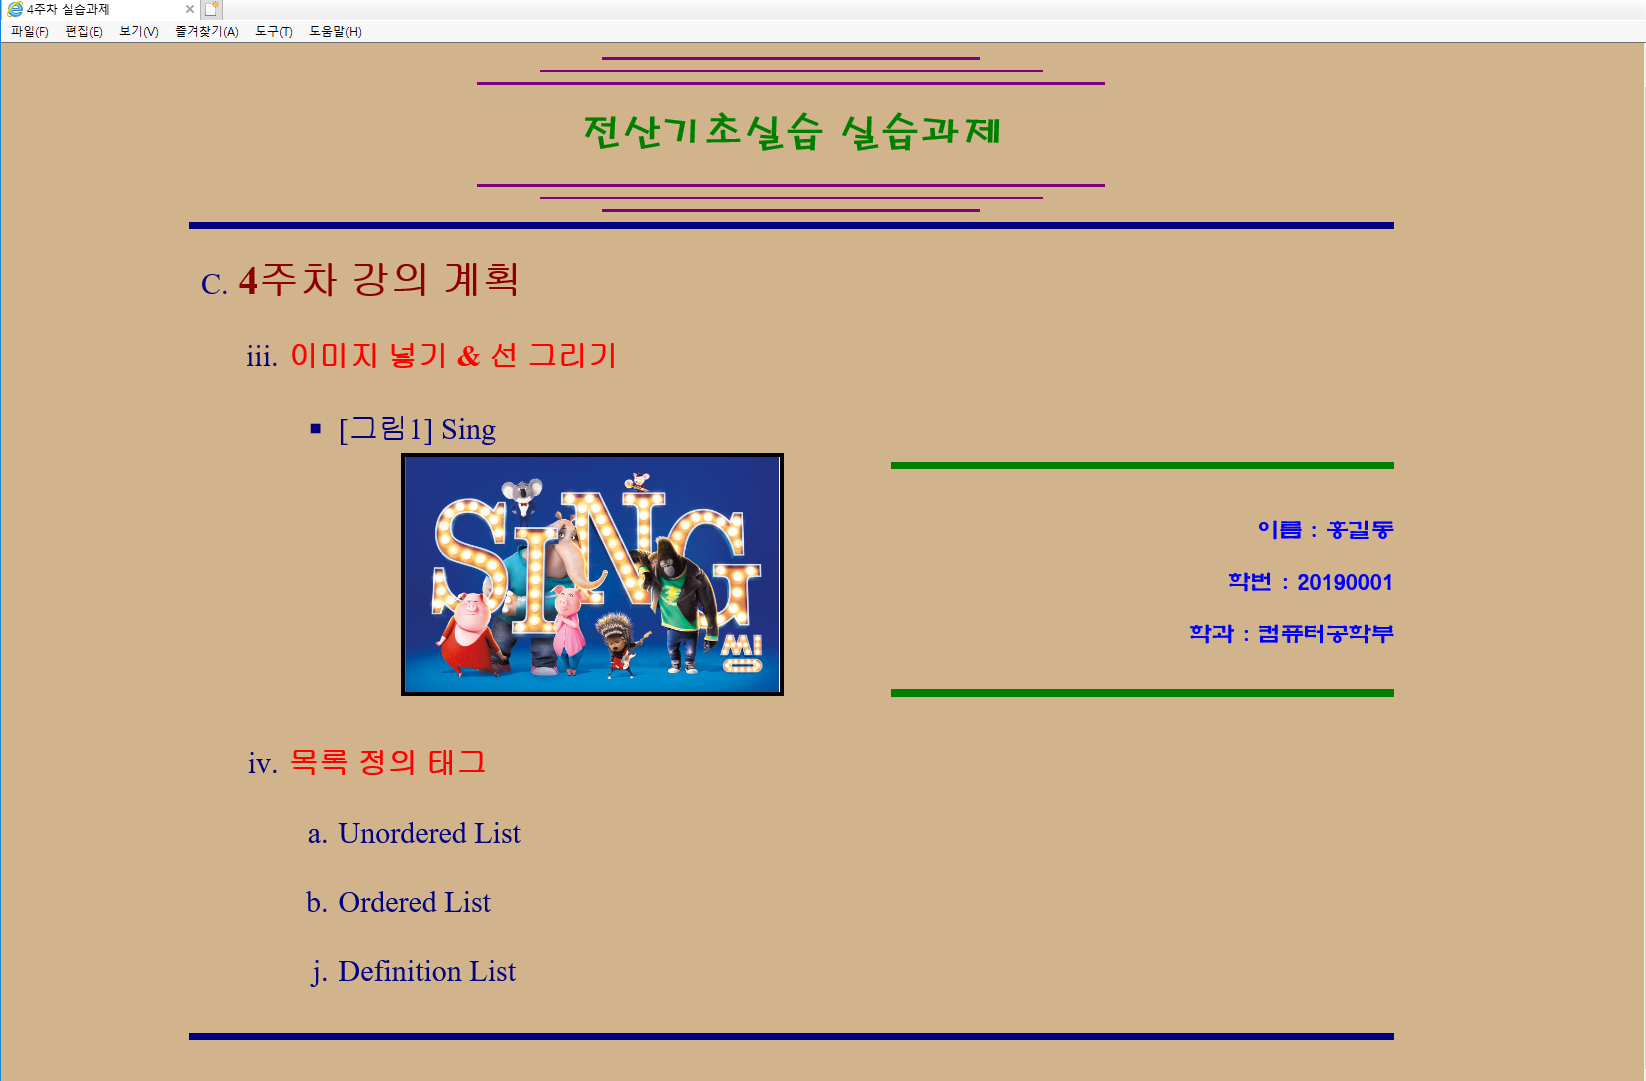 4주차 실습과제
파일(F) 편집(E) 보기(V) 즐겨찾기(A) 도구(T) 도움말(H)
전산기초실습 실습과제
C. 4주차 강의 계획
iii. 이미지 넣기 & 선 그리기
▪ [그림1] Sing
SING
씽
이름 : 홍길동
학번 : 20190001
학과 : 컴퓨터공학부
iv. 목록 정의 태그
a. Unordered List
b. Ordered List
j. Definition List